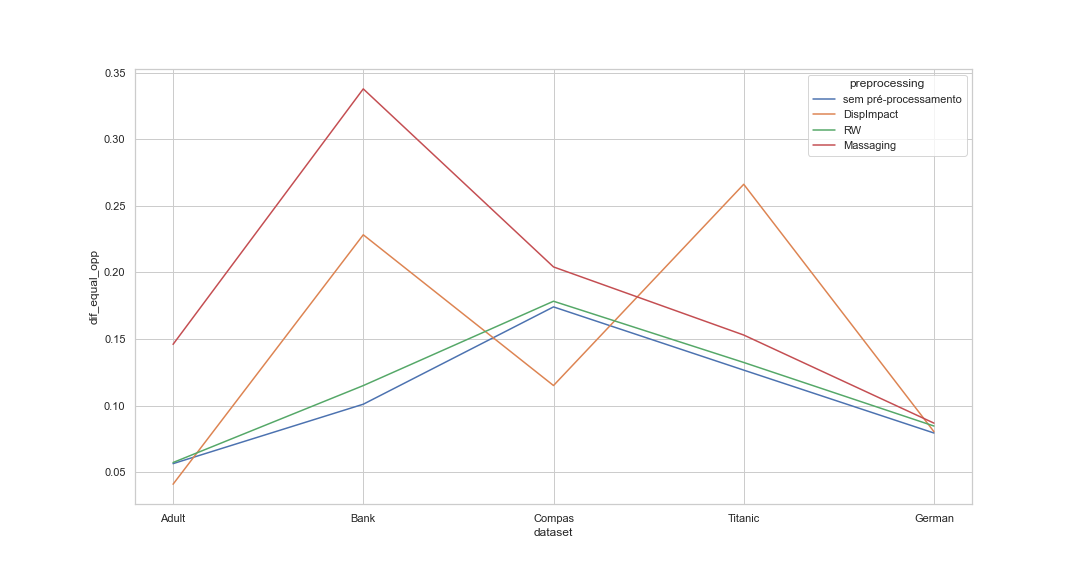 preprocessing
sem pré-processamento
DispImpact
RW
Massaging
0.35
0.30
0.25
0.20
0.15
0.10
0.05
dif_equal_opp
Adult
Bank
Compas
Titanic
German
dataset